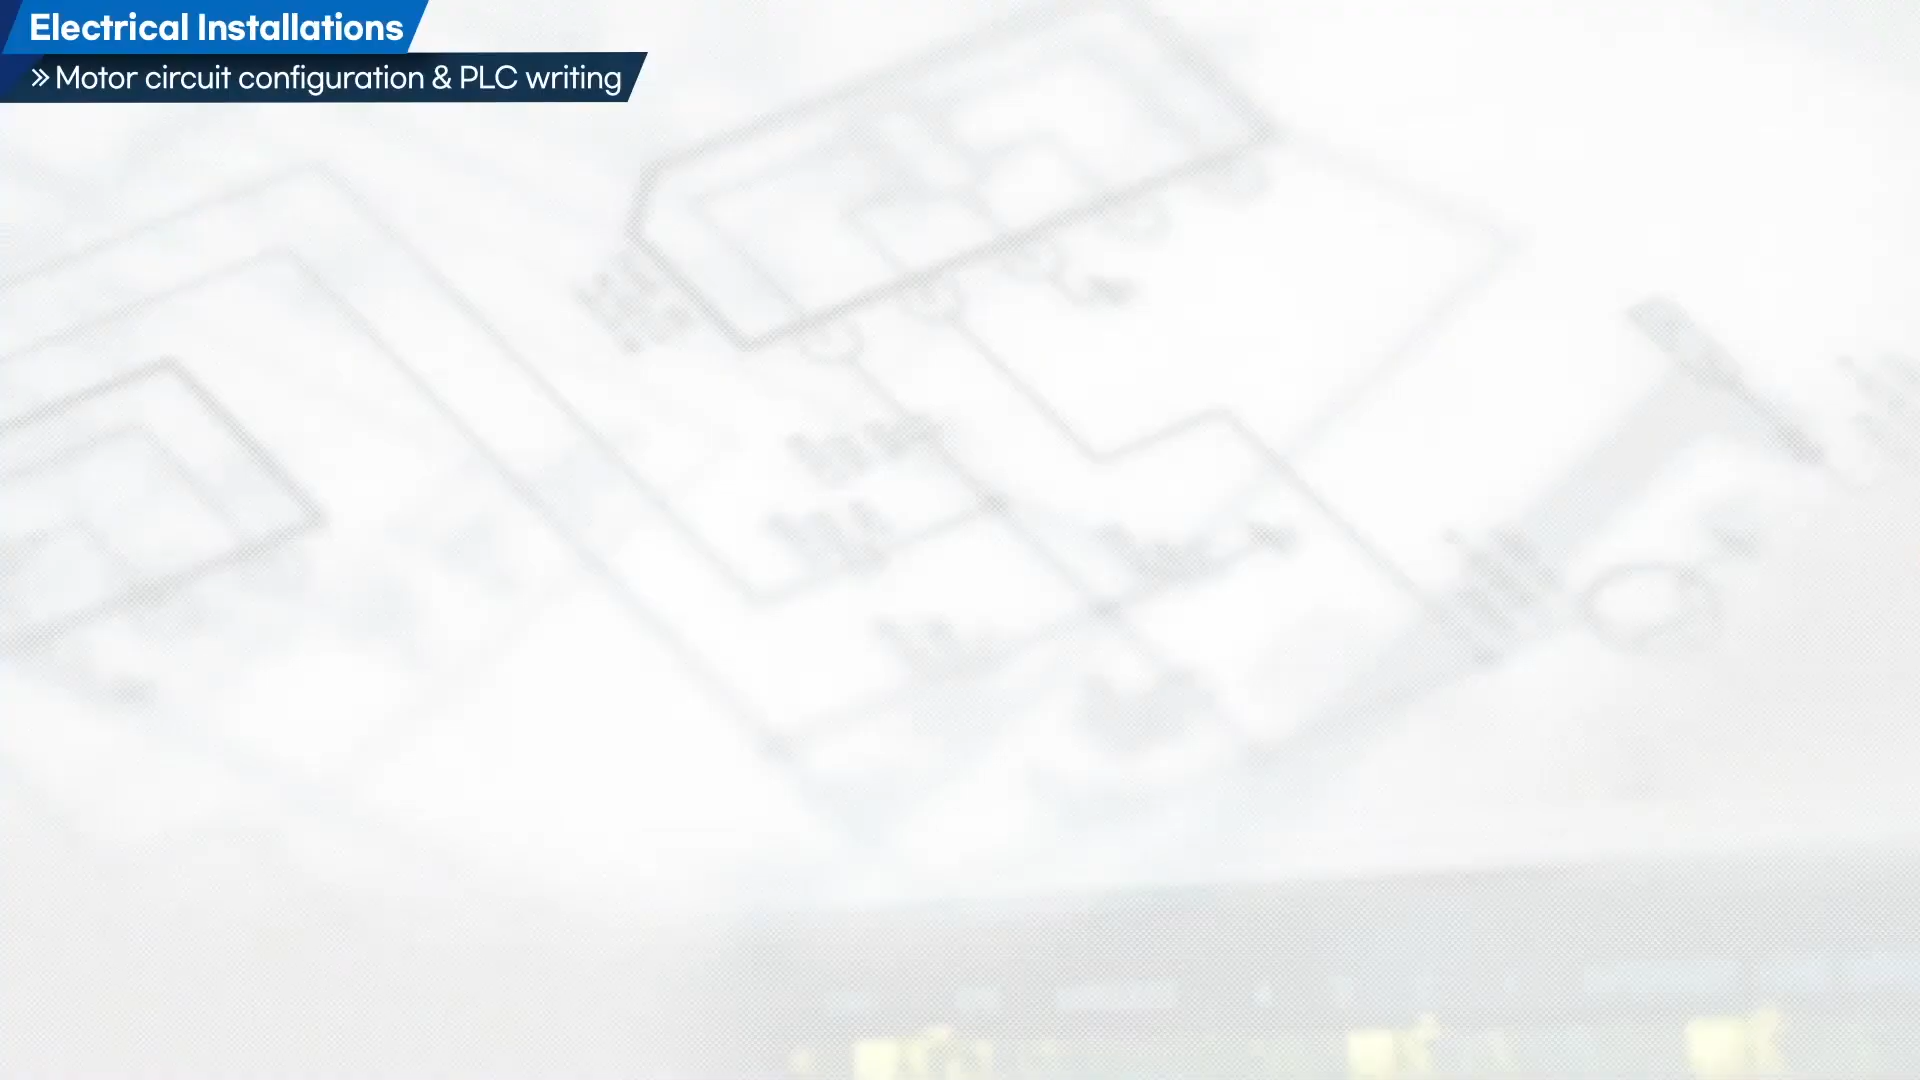 Electrical Installations
» Motor circuit configuration & PLC writing